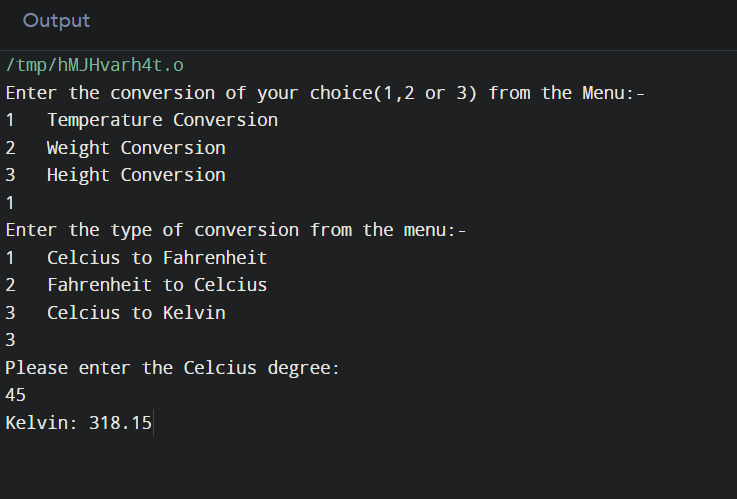 Output
/tmp/hMJHvarh4t.o
Enter the conversion of your choice(1,2 or 3) from the Menu:-
1   Temperature Conversion
2   Weight Conversion
3   Height Conversion
1
Enter the type of conversion from the menu:-
1   Celcius to Fahrenheit
2   Fahrenheit to Celcius
3   Celcius to Kelvin
3
Please enter the Celcius degree:
45
Kelvin: 318.15